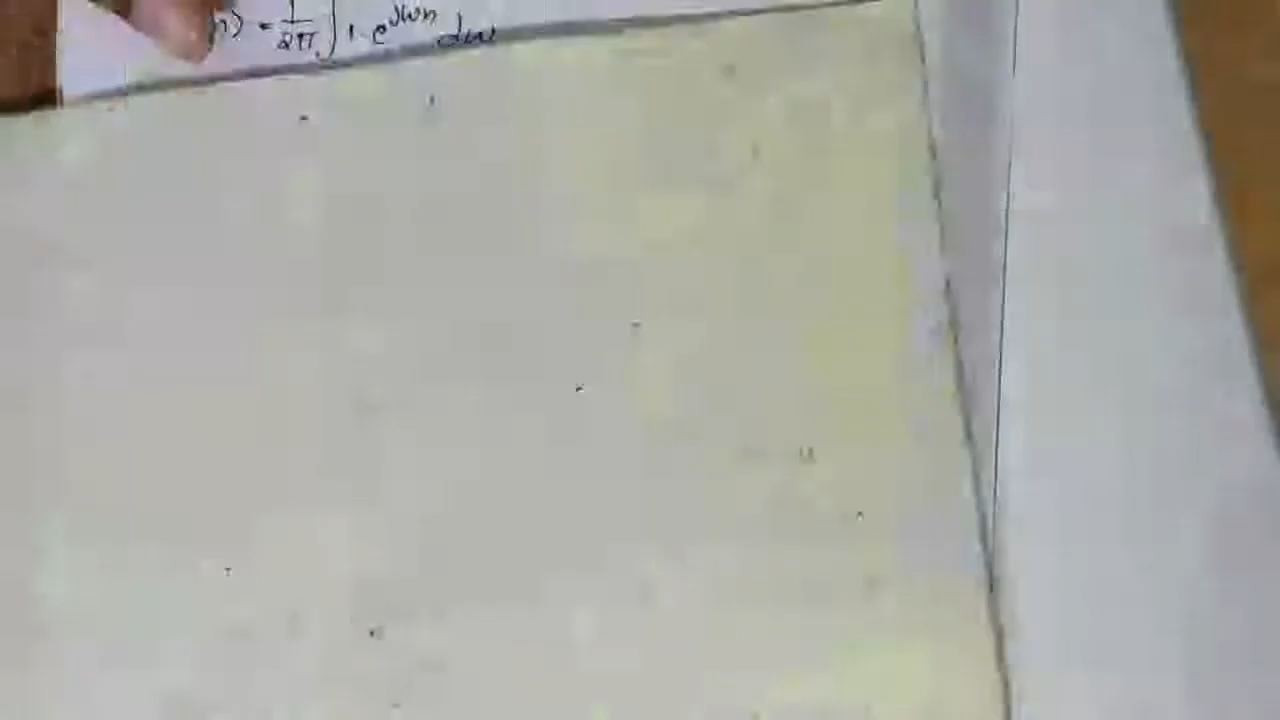 n) = 1/2π ∫ 1· e^jωn dω